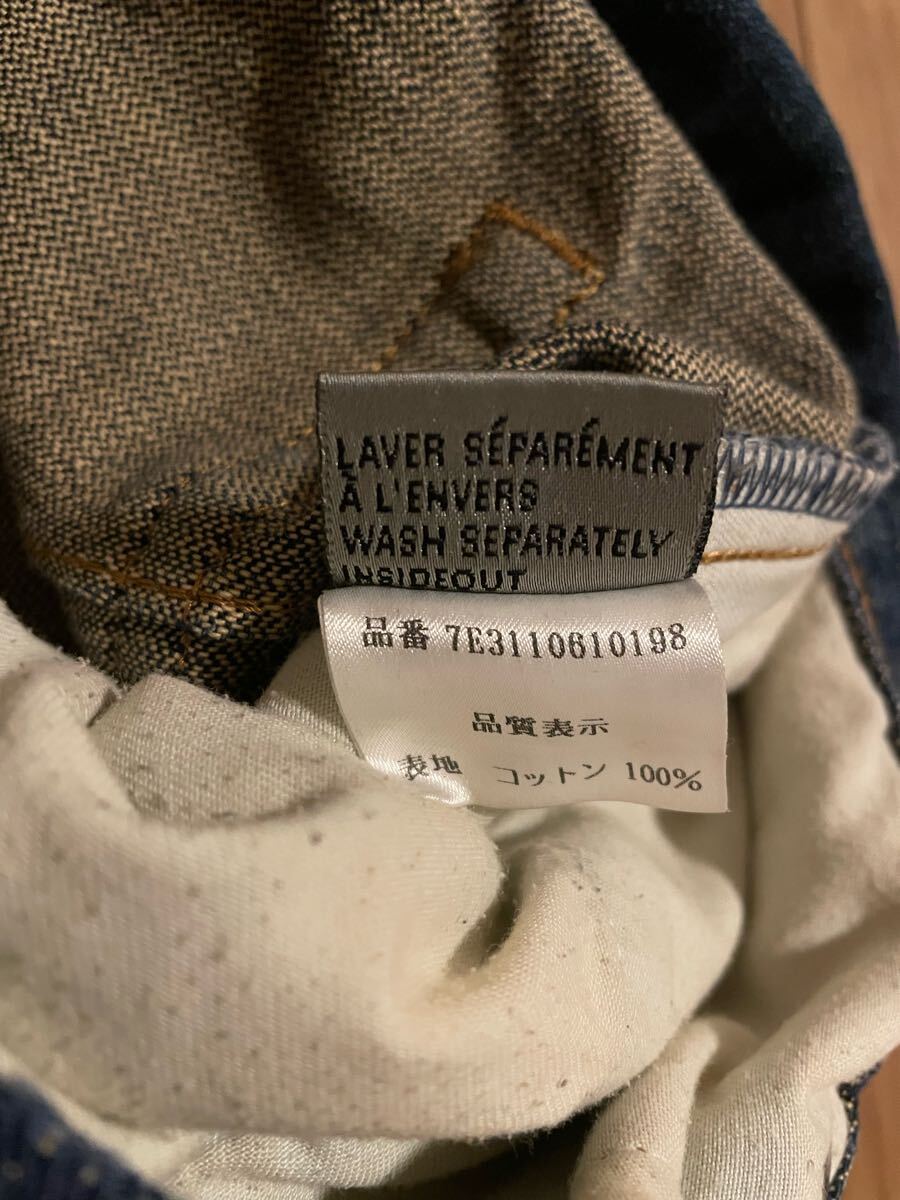 LAVER SÉPARÉMENT
À L'ENVERS
WASH SEPARATELY
INSIDEOUT
品番 7E3110610198
品質表示
表地 コットン 100%